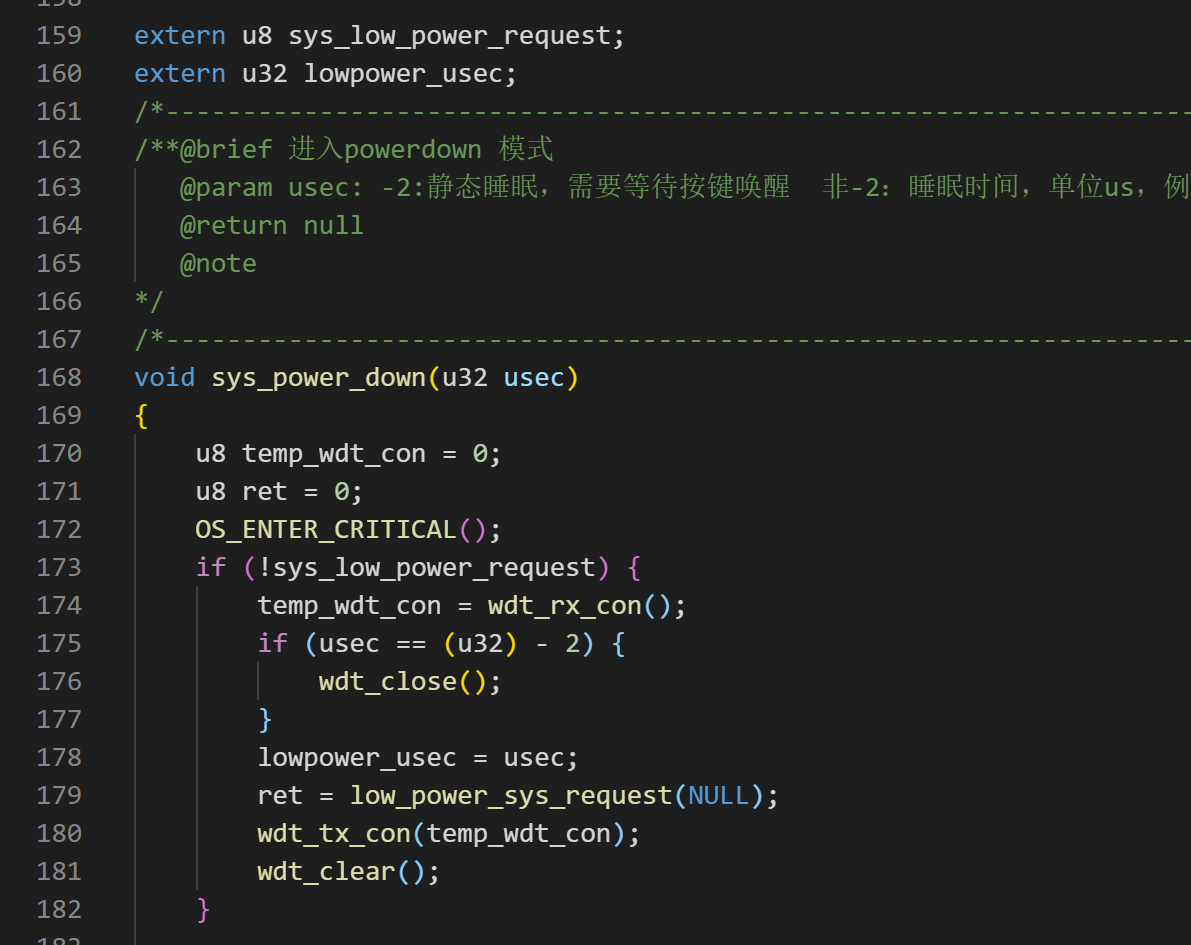 159 extern u8 sys_low_power_request;
160 extern u32 lowpower_usec;
161 /*-------------------------------------------------------------------
162 /**@brief 进入powerdown 模式
163    @param usec: -2:静态睡眠，需要等待按键唤醒  非-2：睡眠时间，单位us，例
164    @return null
165    @note
166 */
167 /*-------------------------------------------------------------------
168 void sys_power_down(u32 usec)
169 {
170     u8 temp_wdt_con = 0;
171     u8 ret = 0;
172     OS_ENTER_CRITICAL();
173     if (!sys_low_power_request) {
174         temp_wdt_con = wdt_rx_con();
175         if (usec == (u32) - 2) {
176             wdt_close();
177         }
178         lowpower_usec = usec;
179         ret = low_power_sys_request(NULL);
180         wdt_tx_con(temp_wdt_con);
181         wdt_clear();
182     }